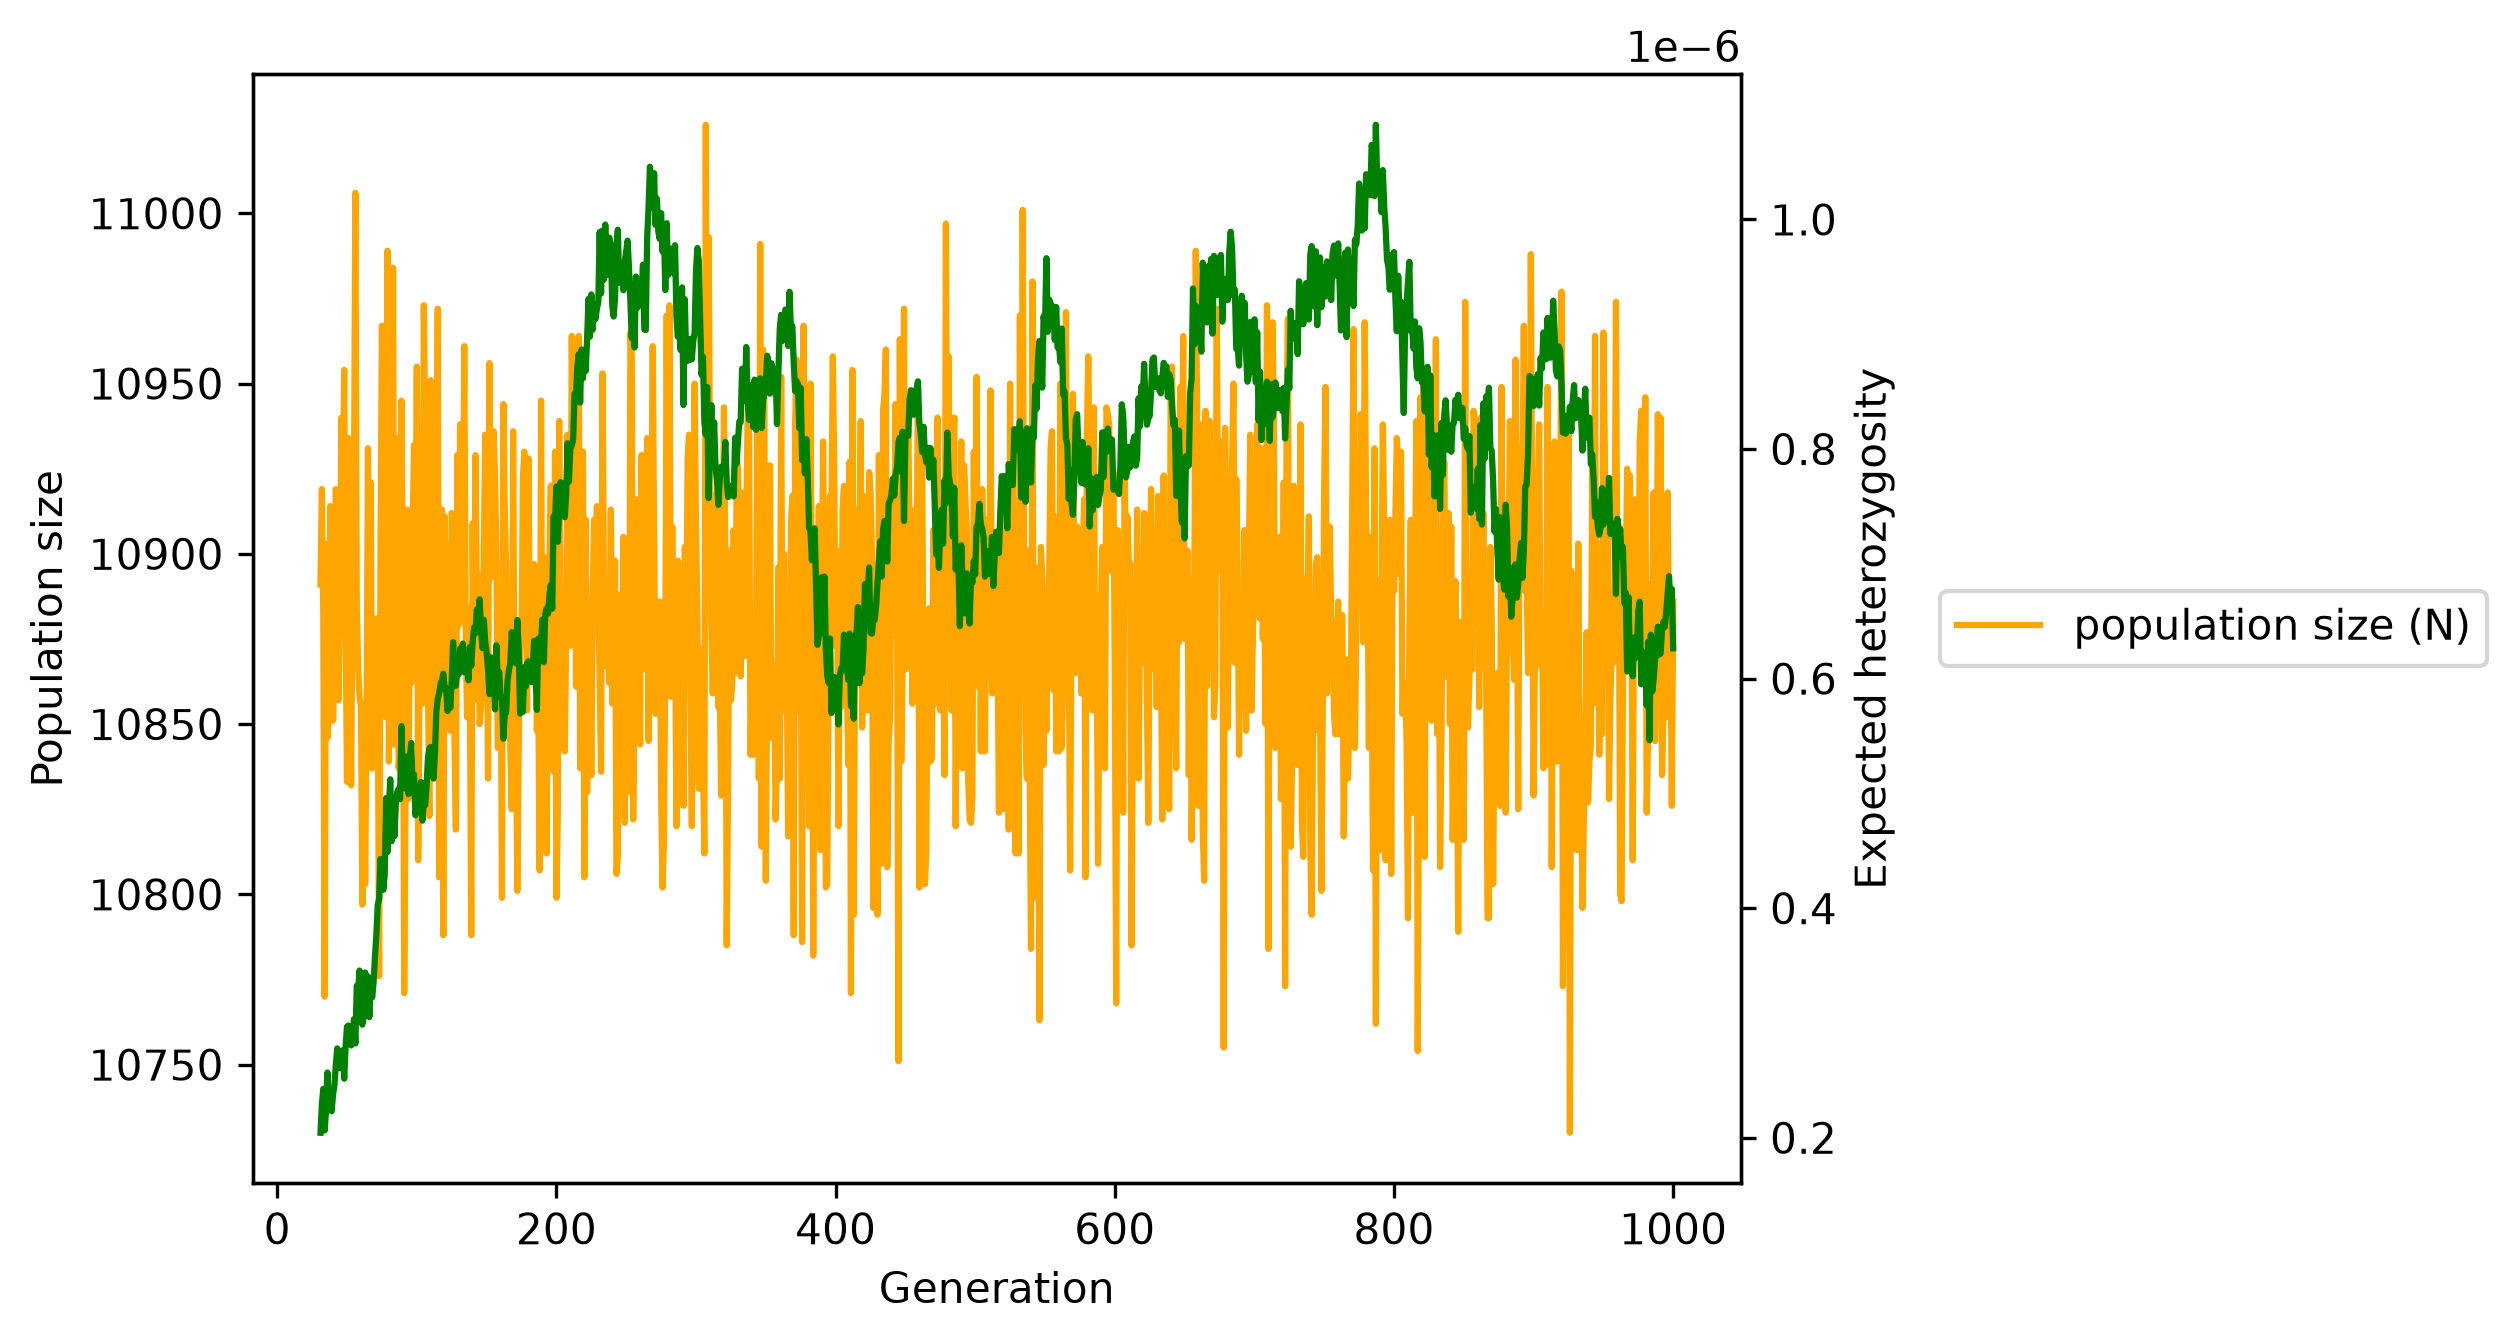 1e−6
11000
10950
10900
10850
10800
10750
Population size
1.0
0.8
0.6
0.4
0.2
Expected heterozygosity
population size (N)
0 200 400 600 800 1000
Generation